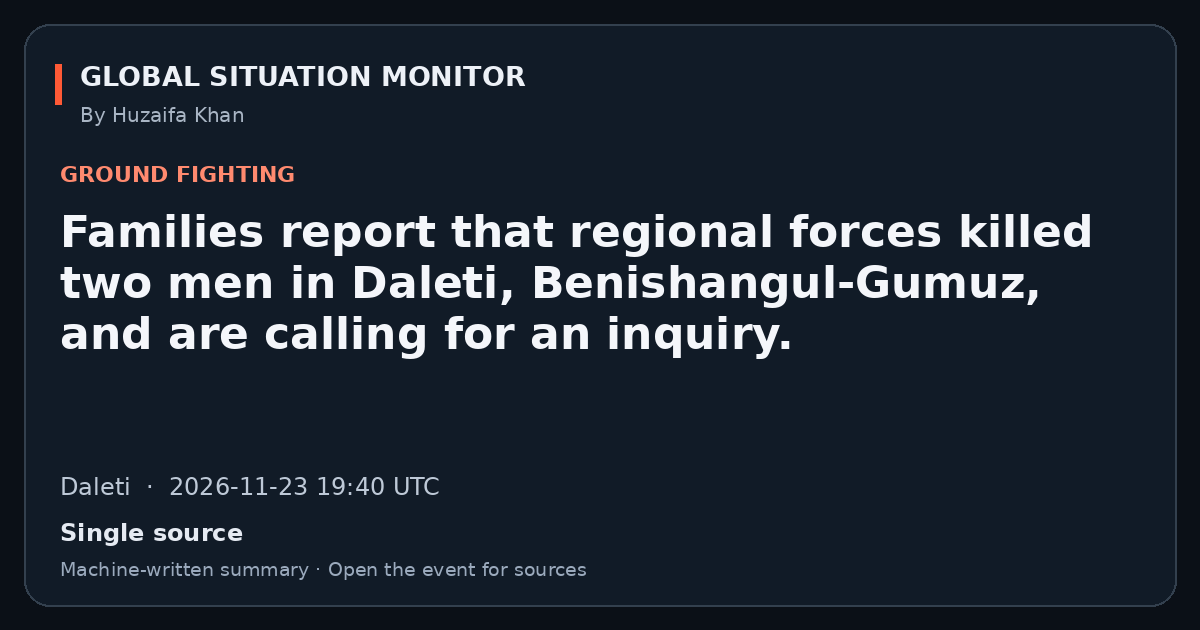 GLOBAL SITUATION MONITOR
By Huzaifa Khan
GROUND FIGHTING
Families report that regional forces killed
two men in Daleti, Benishangul-Gumuz,
and are calling for an inquiry.
Daleti · 2026-11-23 19:40 UTC
Single source
Machine-written summary · Open the event for sources